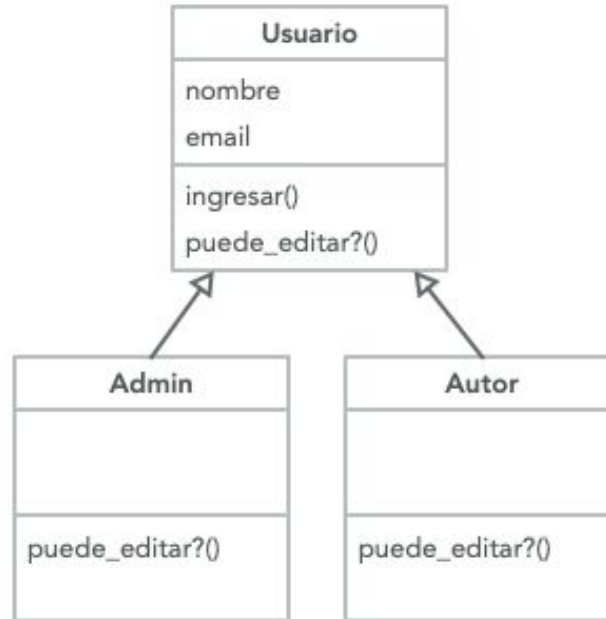 Usuario
nombre
email
ingresar()
puede_editar?()
Admin
puede_editar?()
Autor
puede_editar?()